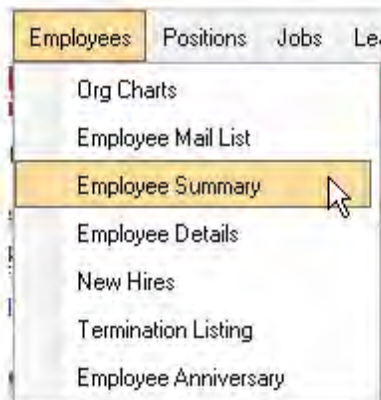 Employees Positions Jobs
Org Charts
Employee Mail List
Employee Summary
Employee Details
New Hires
Termination Listing
Employee Anniversary